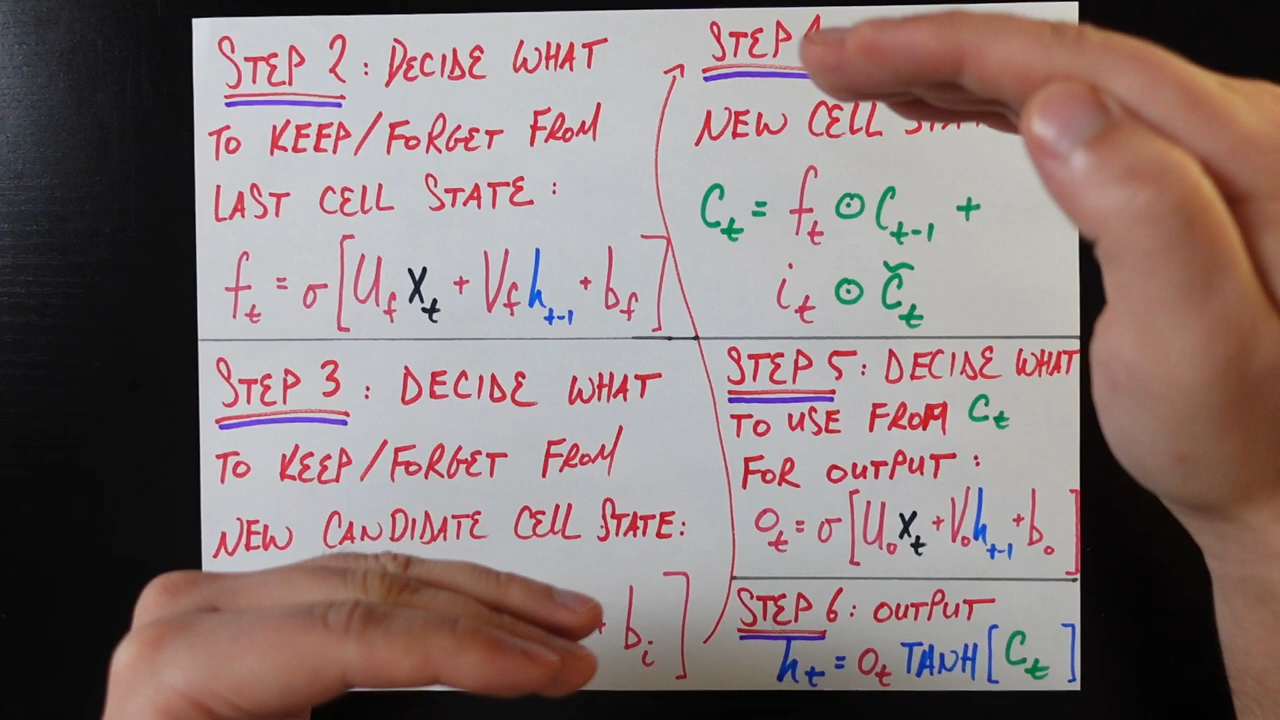 STEP 2: DECIDE WHAT
TO KEEP/FORGET FROM
LAST CELL STATE:
f_t = σ[U_f X_t + V_f h_{t-1} + b_f]
STEP 3: DECIDE WHAT
TO KEEP/FORGET FROM
NEW CANDIDATE CELL STATE:
+ b_i]
STEP
NEW CELL
C_t = f_t ⊙ C_{t-1} +
i_t ⊙ C̃_t
STEP 5: DECIDE WHAT
TO USE FROM C_t
FOR OUTPUT:
o_t = σ[U_o X_t + V_o h_{t-1} + b_o]
STEP 6: OUTPUT
h_t = o_t TANH[C_t]